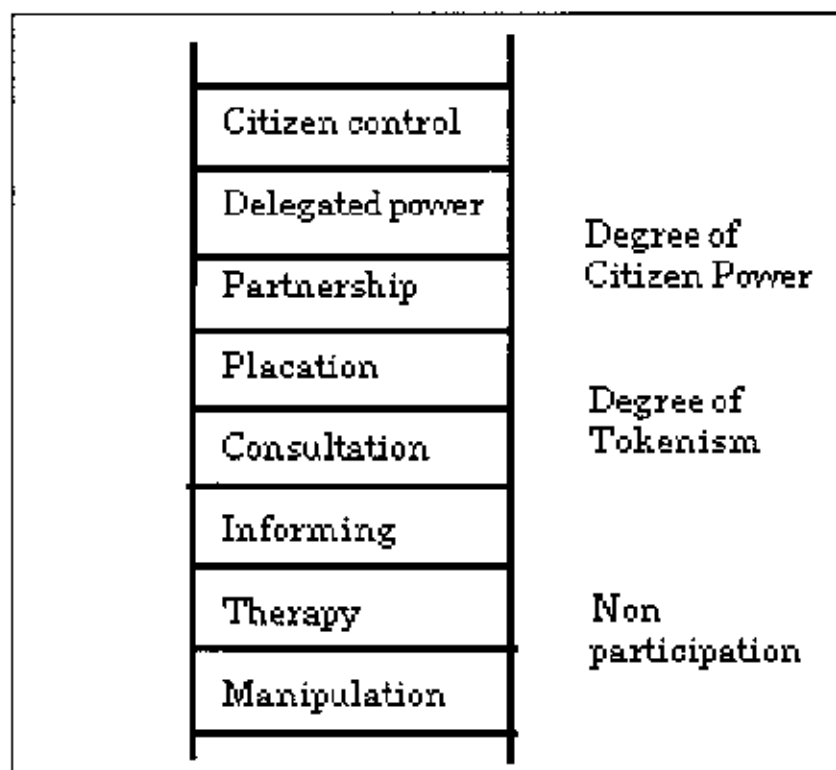 Citizen control
Delegated power
Partnership
Placation
Consultation
Informing
Therapy
Manipulation
Degree of
Citizen Power
Degree of
Tokenism
Non
participation